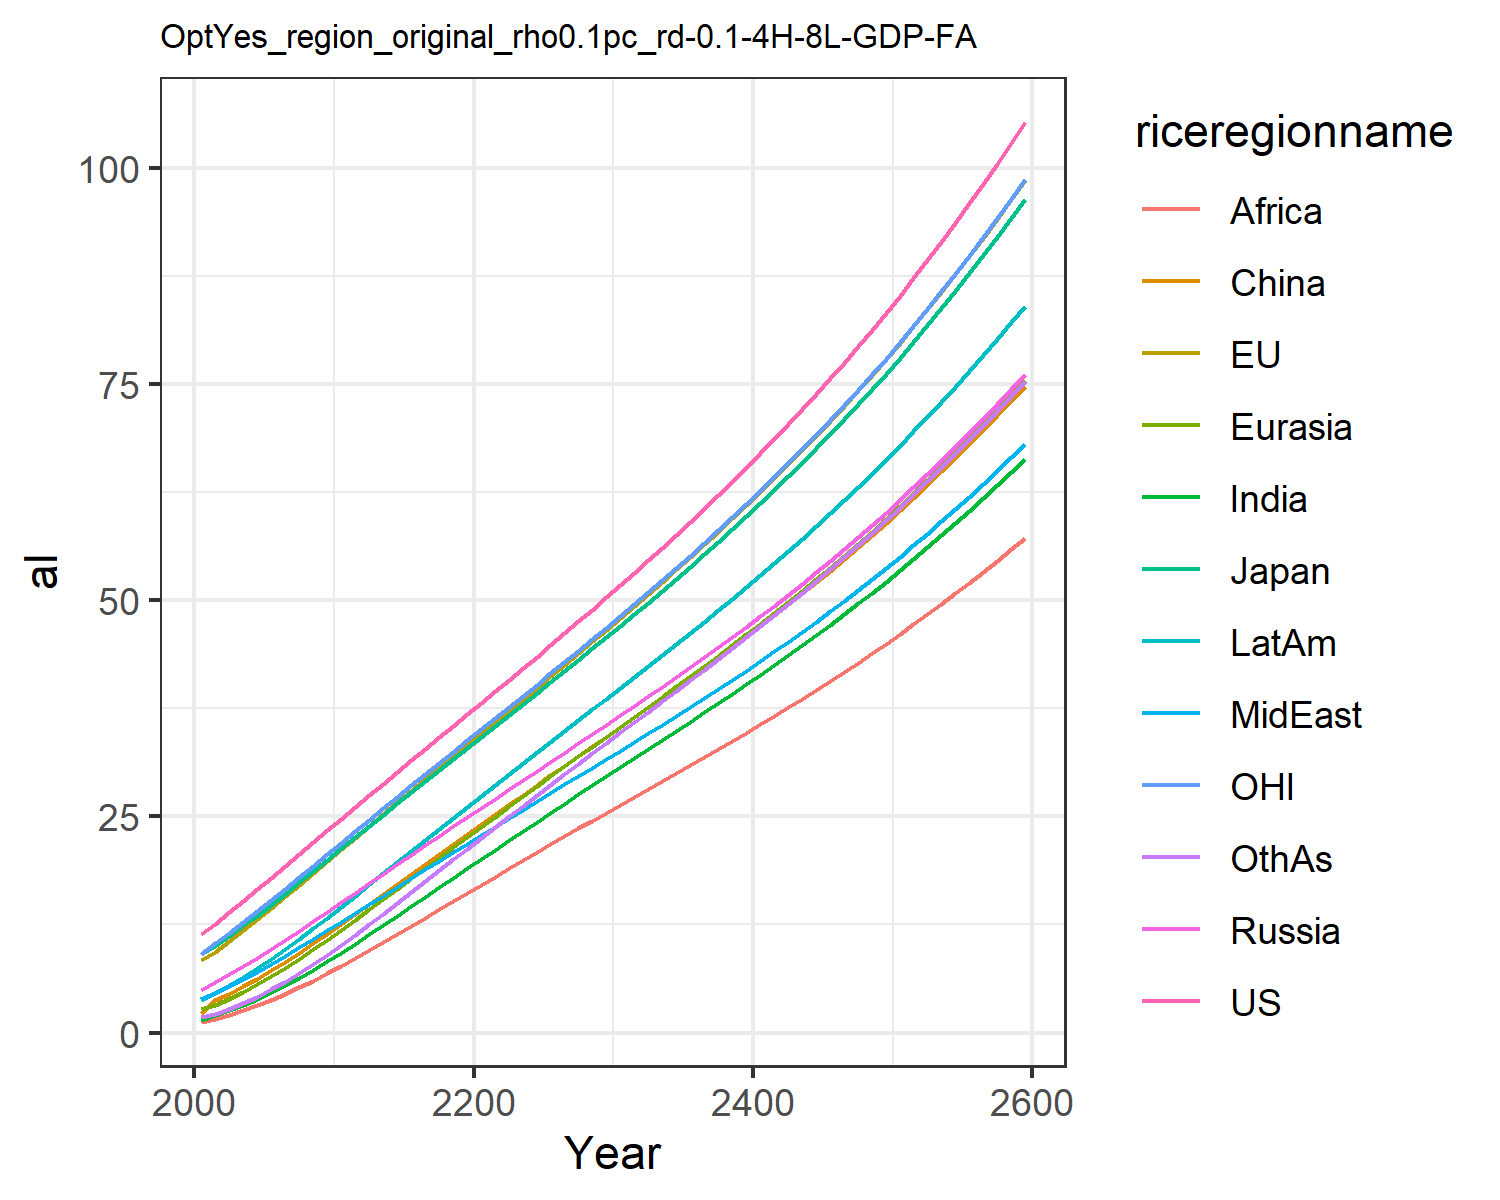 OptYes_region_original_rho0.1pc_rd-0.1-4H-8L-GDP-FA
riceregionname
Africa
China
EU
Eurasia
India
Japan
LatAm
MidEast
OHI
OthAs
Russia
US
al
100
75
50
25
0
2000 2200 2400 2600
Year